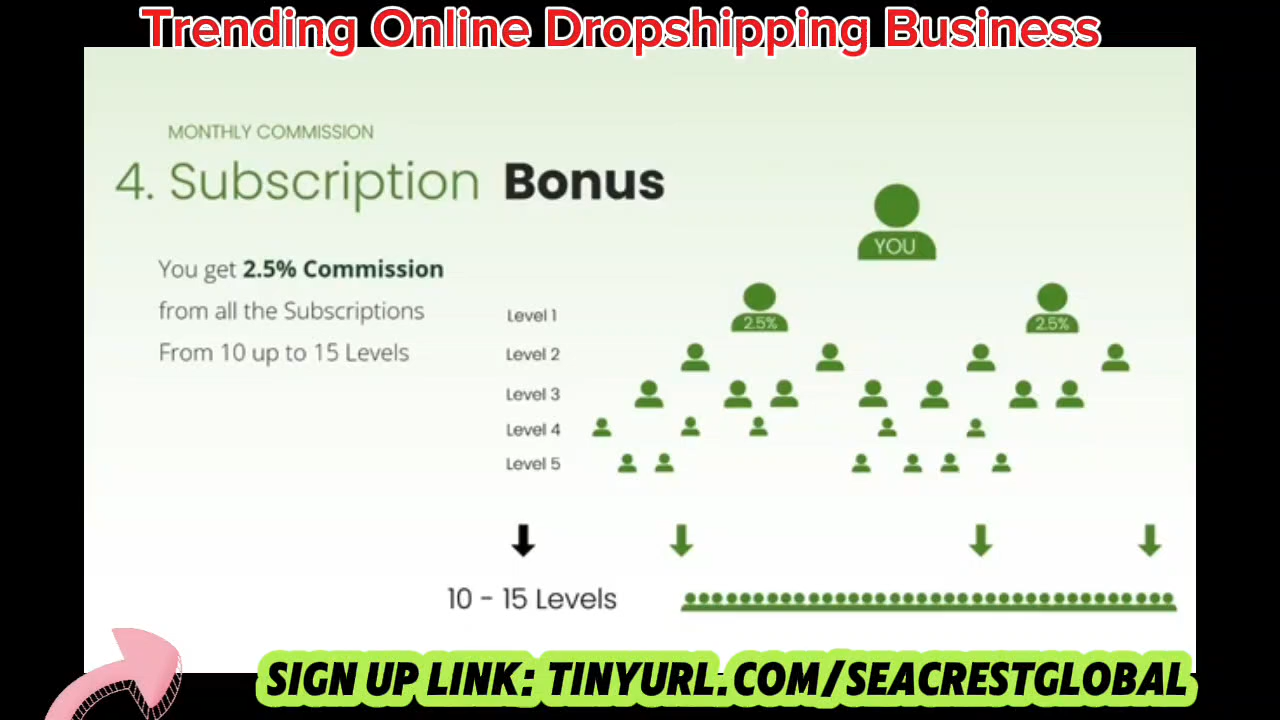 Trending Online Dropshipping Business
MONTHLY COMMISSION
4. Subscription Bonus
You get 2.5% Commission
from all the Subscriptions
From 10 up to 15 Levels
YOU
Level 1
2.5%
2.5%
Level 2
Level 3
Level 4
Level 5
10 - 15 Levels
SIGN UP LINK: TINYURL.COM/SEACRESTGLOBAL